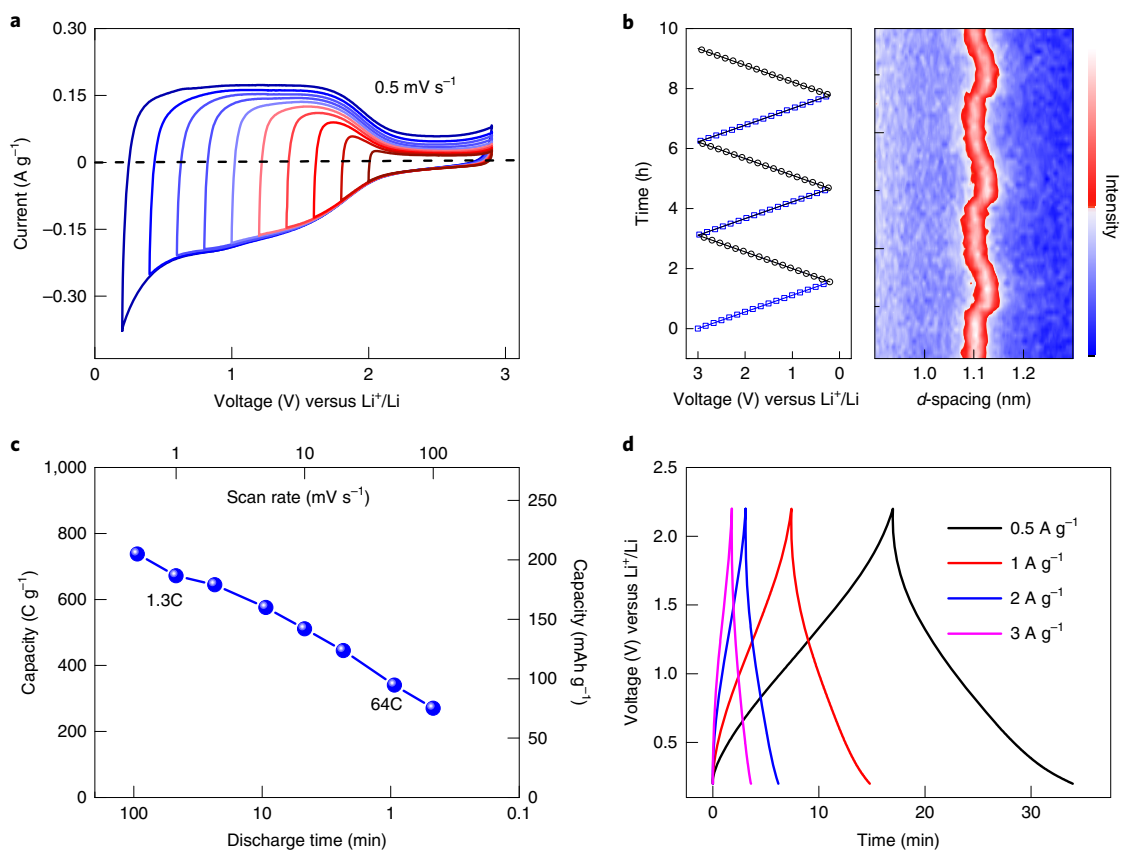 a
0.30
0.15
0
–0.15
–0.30
Current (A g⁻¹)
0.5 mV s⁻¹
0
1
2
3
Voltage (V) versus Li⁺/Li
b
10
8
6
4
2
0
Time (h)
3
2
1
0
Voltage (V) versus Li⁺/Li
1.0
1.1
1.2
d-spacing (nm)
Intensity
c
1
10
100
Scan rate (mV s⁻¹)
1,000
800
600
400
200
0
Capacity (C g⁻¹)
1.3C
64C
250
200
150
100
50
0
Capacity (mAh g⁻¹)
100
10
1
0.1
Discharge time (min)
d
2.5
2.0
1.5
1.0
0.5
Voltage (V) versus Li⁺/Li
0.5 A g⁻¹
1 A g⁻¹
2 A g⁻¹
3 A g⁻¹
0
10
20
30
Time (min)